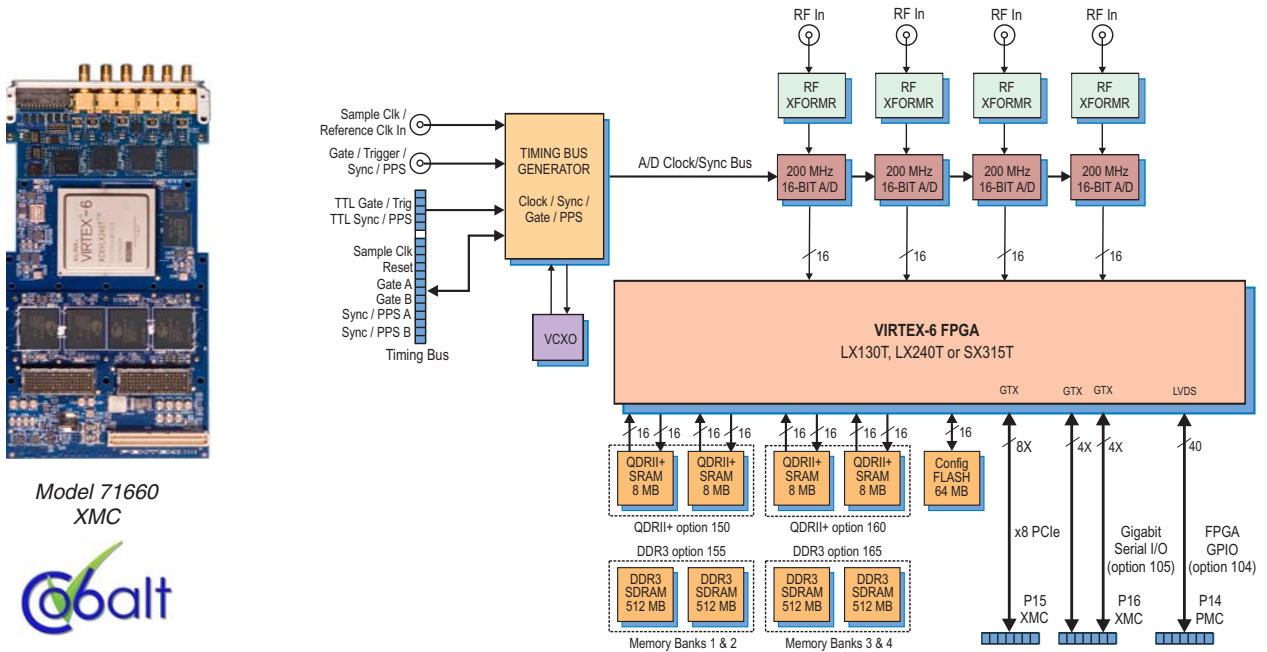 RF In
RF In
RF In
RF In
RF
XFORMR
RF
XFORMR
RF
XFORMR
RF
XFORMR
Sample Clk /
Reference Clk In
Gate / Trigger /
Sync / PPS
TTL Gate / Trig
TTL Sync / PPS
Sample Clk
Reset
Gate A
Gate B
Sync / PPS A
Sync / PPS B
Timing Bus
TIMING BUS
GENERATOR
Clock / Sync /
Gate / PPS
VCXO
A/D Clock/Sync Bus
200 MHz
16-BIT A/D
200 MHz
16-BIT A/D
200 MHz
16-BIT A/D
200 MHz
16-BIT A/D
16
16
16
16
VIRTEX-6 FPGA
LX130T, LX240T or SX315T
GTX
GTX
GTX
LVDS
16
16
16
16
16
16
16
16
16
8X
4X
4X
40
QDRII+
SRAM
8 MB
QDRII+
SRAM
8 MB
QDRII+
SRAM
8 MB
QDRII+
SRAM
8 MB
Config
FLASH
64 MB
QDRII+ option 150
QDRII+ option 160
DDR3 option 155
DDR3 option 165
DDR3
SDRAM
512 MB
DDR3
SDRAM
512 MB
DDR3
SDRAM
512 MB
DDR3
SDRAM
512 MB
Memory Banks 1 & 2
Memory Banks 3 & 4
x8 PCIe
Gigabit
Serial I/O
(option 105)
FPGA
GPIO
(option 104)
P15
XMC
P16
XMC
P14
PMC
XILINX
VIRTEX-6
Model 71660
XMC
Cobalt